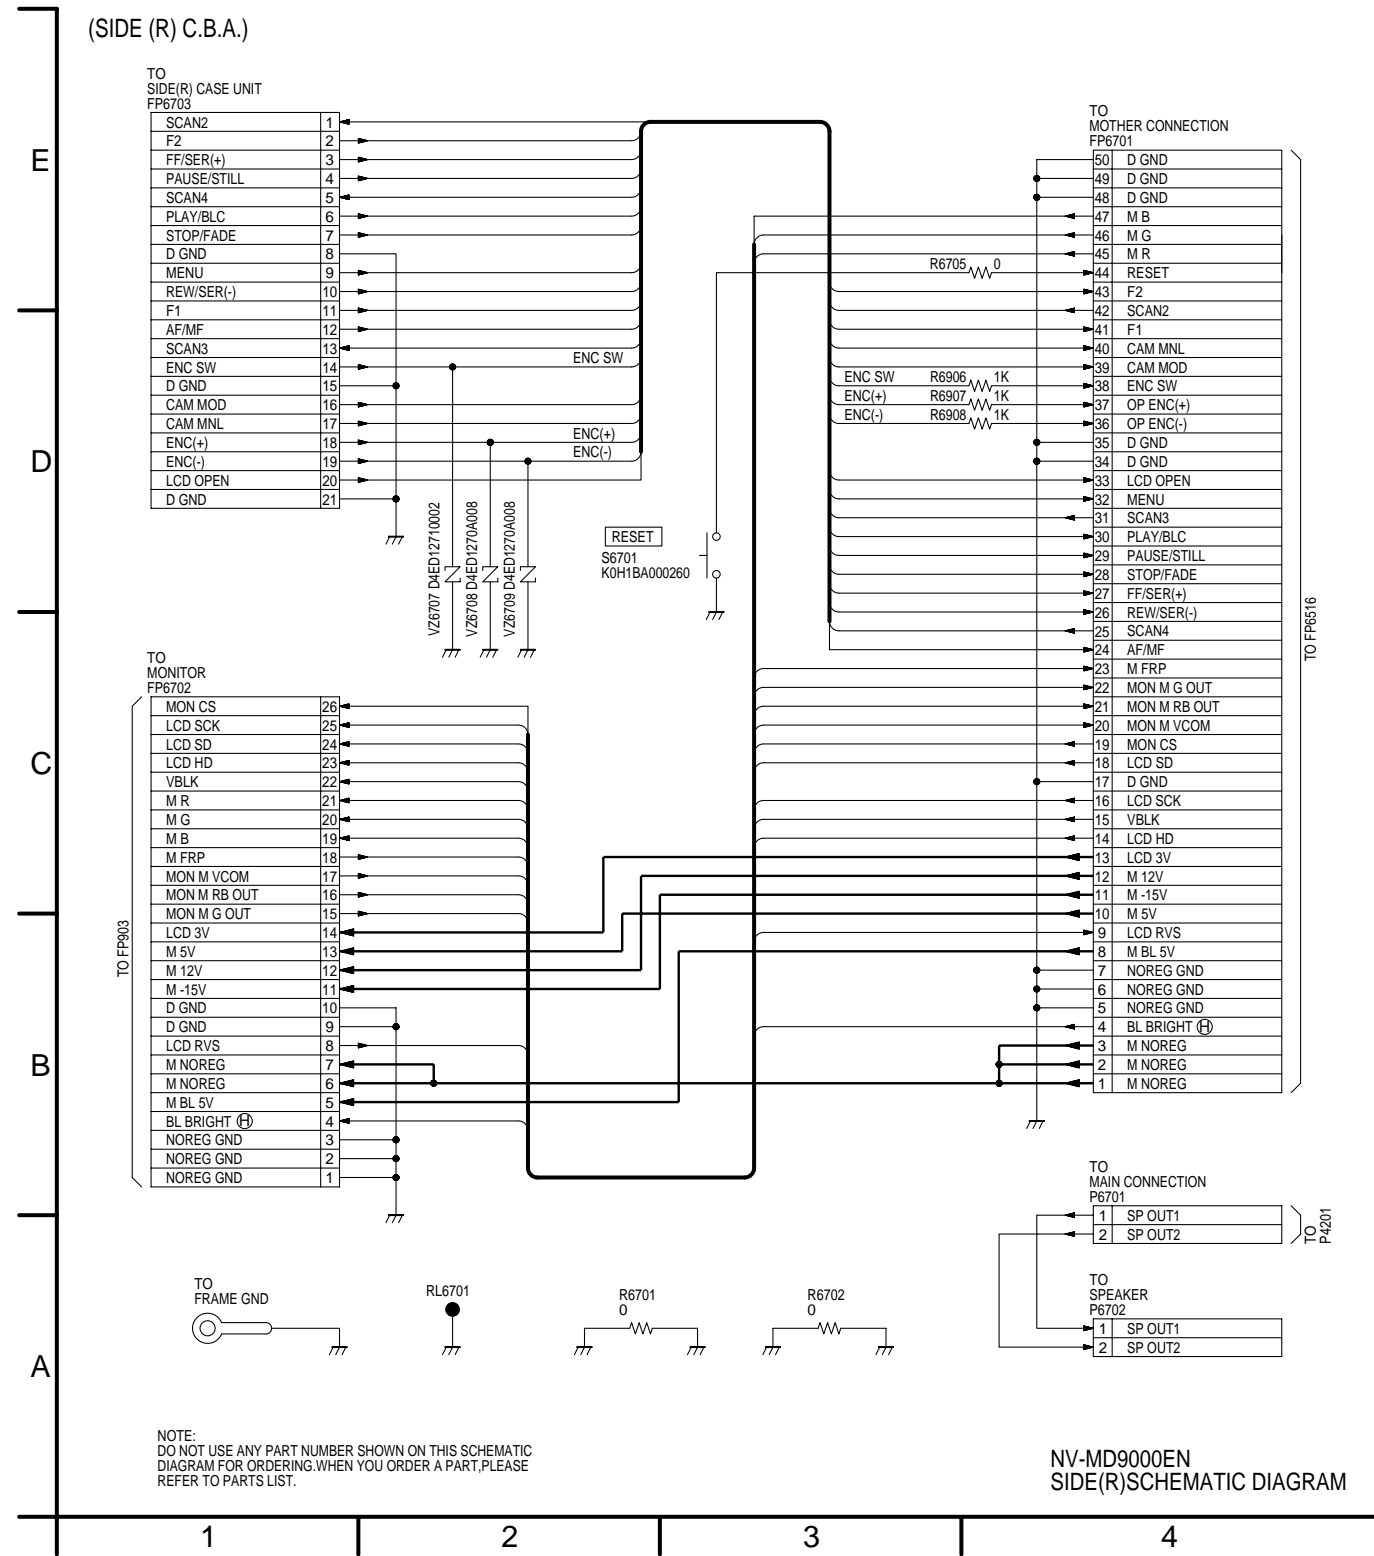 (SIDE (R) C.B.A.)
TO
SIDE(R) CASE UNIT
FP6703
SCAN2 1
F2 2
FF/SER(+) 3
PAUSE/STILL 4
SCAN4 5
PLAY/BLC 6
STOP/FADE 7
D GND 8
MENU 9
REW/SER(-) 10
F1 11
AF/MF 12
SCAN3 13
ENC SW 14
D GND 15
CAM MOD 16
CAM MNL 17
ENC(+) 18
ENC(-) 19
LCD OPEN 20
D GND 21
ENC SW
ENC(+)
ENC(-)
VZ6707 D4ED12710002
VZ6708 D4ED1270A008
VZ6709 D4ED1270A008
RESET
S6701
K0H1BA000260
R6705 0
ENC SW R6906 1K
ENC(+) R6907 1K
ENC(-) R6908 1K
TO
MOTHER CONNECTION
FP6701
50 D GND
49 D GND
48 D GND
47 M B
46 M G
45 M R
44 RESET
43 F2
42 SCAN2
41 F1
40 CAM MNL
39 CAM MOD
38 ENC SW
37 OP ENC(+)
36 OP ENC(-)
35 D GND
34 D GND
33 LCD OPEN
32 MENU
31 SCAN3
30 PLAY/BLC
29 PAUSE/STILL
28 STOP/FADE
27 FF/SER(+)
26 REW/SER(-)
25 SCAN4
24 AF/MF
23 M FRP
22 MON M G OUT
21 MON M RB OUT
20 MON M VCOM
19 MON CS
18 LCD SD
17 D GND
16 LCD SCK
15 VBLK
14 LCD HD
13 LCD 3V
12 M 12V
11 M -15V
10 M 5V
9 LCD RVS
8 M BL 5V
7 NOREG GND
6 NOREG GND
5 NOREG GND
4 BL BRIGHT Ⓗ
3 M NOREG
2 M NOREG
1 M NOREG
TO FP6516
TO
MONITOR
FP6702
MON CS 26
LCD SCK 25
LCD SD 24
LCD HD 23
VBLK 22
M R 21
M G 20
M B 19
M FRP 18
MON M VCOM 17
MON M RB OUT 16
MON M G OUT 15
LCD 3V 14
M 5V 13
M 12V 12
M -15V 11
D GND 10
D GND 9
LCD RVS 8
M NOREG 7
M NOREG 6
M BL 5V 5
BL BRIGHT Ⓗ 4
NOREG GND 3
NOREG GND 2
NOREG GND 1
TO FP903
TO
MAIN CONNECTION
P6701
1 SP OUT1
2 SP OUT2
TO
P4201
TO
SPEAKER
P6702
1 SP OUT1
2 SP OUT2
TO
FRAME GND
RL6701
R6701
0
R6702
0
NOTE:
DO NOT USE ANY PART NUMBER SHOWN ON THIS SCHEMATIC
DIAGRAM FOR ORDERING.WHEN YOU ORDER A PART,PLEASE
REFER TO PARTS LIST.
NV-MD9000EN
SIDE(R)SCHEMATIC DIAGRAM
E
D
C
B
A
1 2 3 4